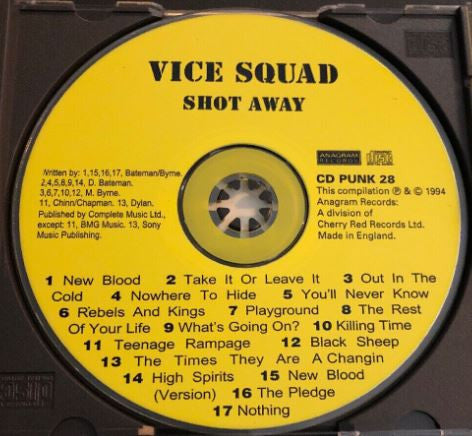 VICE SQUAD
SHOT AWAY
Written by: 1,15,16,17, Bateman/Byrne.
2,4,5,8,9,14, D. Bateman.
3,6,7,10,12, M. Byrne.
11, Chinn/Chapman. 13, Dylan.
Published by Complete Music Ltd.,
except: 11, BMG Music. 13, Sony
Music Publishing.
ANAGRAM
RECORDS
CD PUNK 28
This compilation ℗ & © 1994
Anagram Records:
A division of
Cherry Red Records Ltd.
Made in England.
1 New Blood 2 Take It Or Leave It 3 Out In The
Cold 4 Nowhere To Hide 5 You'll Never Know
6 Rebels And Kings 7 Playground 8 The Rest
Of Your Life 9 What's Going On? 10 Killing Time
11 Teenage Rampage 12 Black Sheep
13 The Times They Are A Changin
14 High Spirits 15 New Blood
(Version) 16 The Pledge
17 Nothing